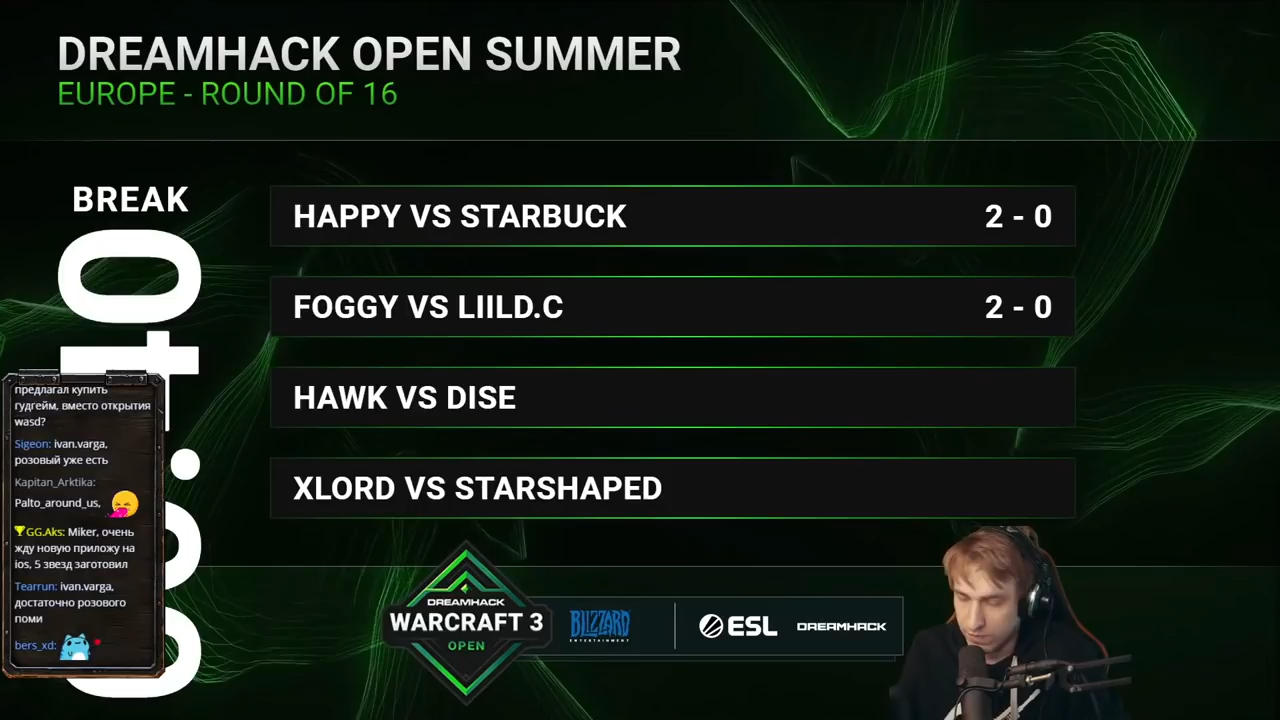 DREAMHACK OPEN SUMMER
EUROPE - ROUND OF 16
BREAK
HAPPY VS STARBUCK 2 - 0
FOGGY VS LIILD.C 2 - 0
HAWK VS DISE
XLORD VS STARSHAPED
предлагал купить
гудгейм, вместо открытия
wasd?
Sigeon: ivan.varga,
розовый уже есть
Kapitan_Arktika:
Palto_around_us,
GG.Aks: Miker, очень
жду новую приложу на
ios, 5 звезд заготовил
Tearrun: ivan.varga,
достаточно розового
пони
bers_xd:
DREAMHACK
WARCRAFT 3
OPEN
BLIZZARD
ENTERTAINMENT
ESL
DREAMHACK